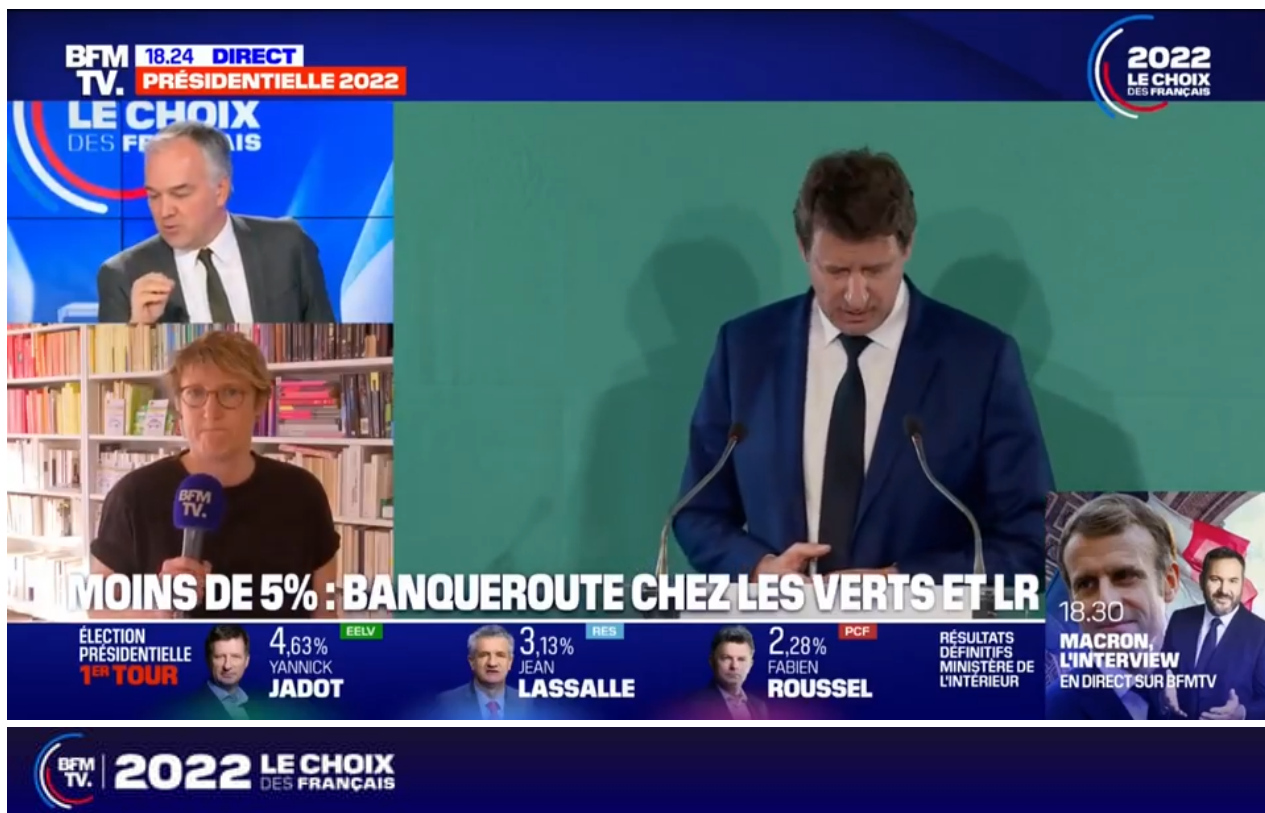 BFM
TV.
18.24 DIRECT
PRÉSIDENTIELLE 2022
2022
LE CHOIX
DES FRANÇAIS
LE CHOIX
DES
BFM
TV.
MOINS DE 5% : BANQUEROUTE CHEZ LES VERTS ET LR
ÉLECTION
PRÉSIDENTIELLE
1ER TOUR
4,63%
EELV
YANNICK
JADOT
3,13%
RES
JEAN
LASSALLE
2,28%
PCF
FABIEN
ROUSSEL
RÉSULTATS
DÉFINITIFS
MINISTÈRE DE
L'INTÉRIEUR
18.30
MACRON,
L'INTERVIEW
EN DIRECT SUR BFMTV
BFM
TV.
2022
LE CHOIX
DES FRANÇAIS